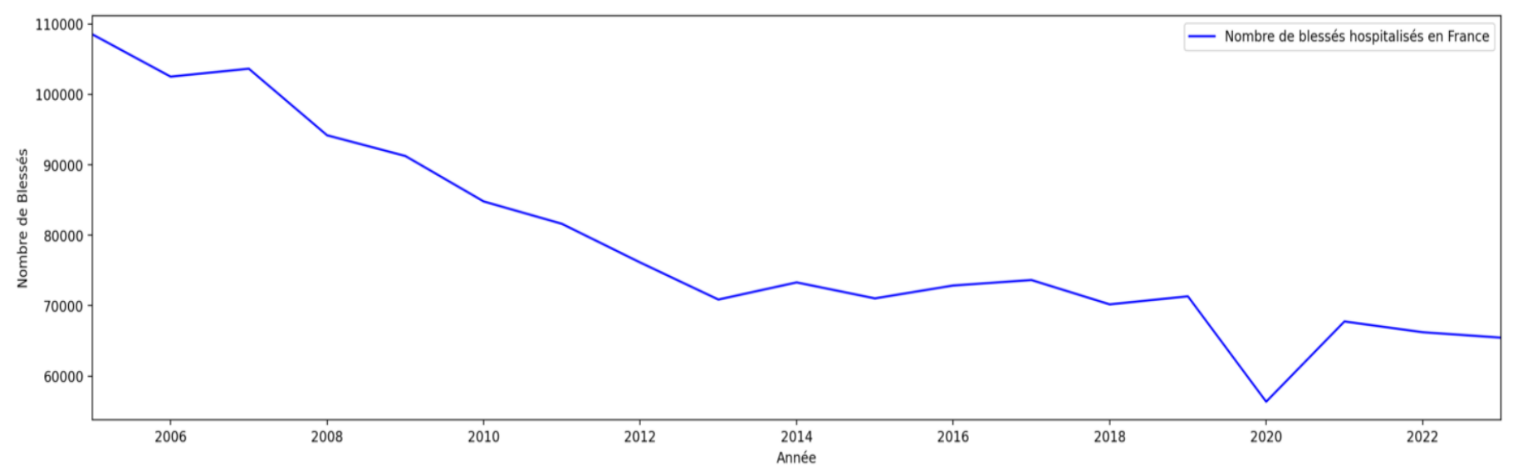 110000
Nombre de blessés hospitalisés en France
100000
90000
80000
70000
60000
Nombre de Blessés
2006 2008 2010 2012 2014 2016 2018 2020 2022
Année